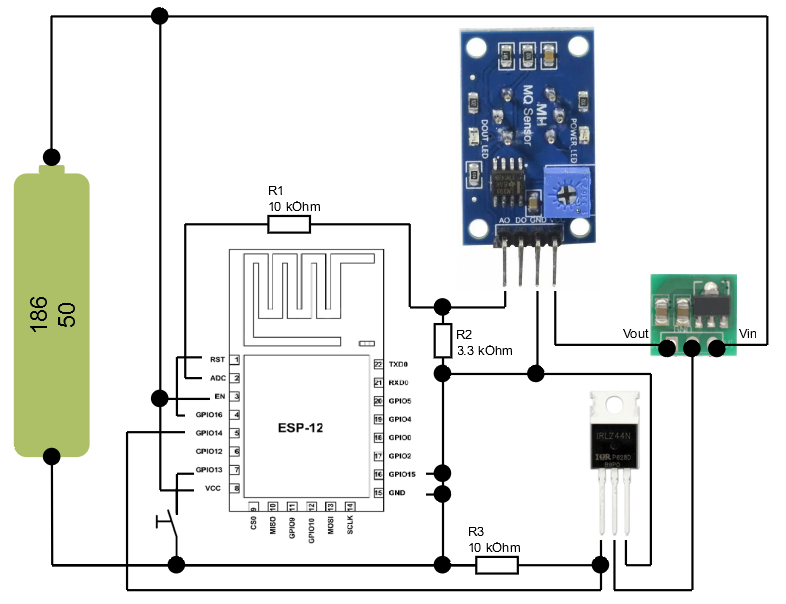 186
50
R1
10 kOhm
MH
MQ Sensor
DOUT LED
POWER LED
AO DO GND
Vout
Vin
R2
3.3 kOhm
RST 1
ADC 2
EN 3
GPIO16 4
GPIO14 5
GPIO12 6
GPIO13 7
VCC 8
ESP-12
22 TXD0
21 RXD0
20 GPIO5
19 GPIO4
18 GPIO0
17 GPIO2
16 GPIO15
15 GND
9 10 11 12 13 14
CS0
MISO
GPIO9
GPIO10
MOSI
SCLK
IRLZ44N
IOR P028D
R3
10 kOhm